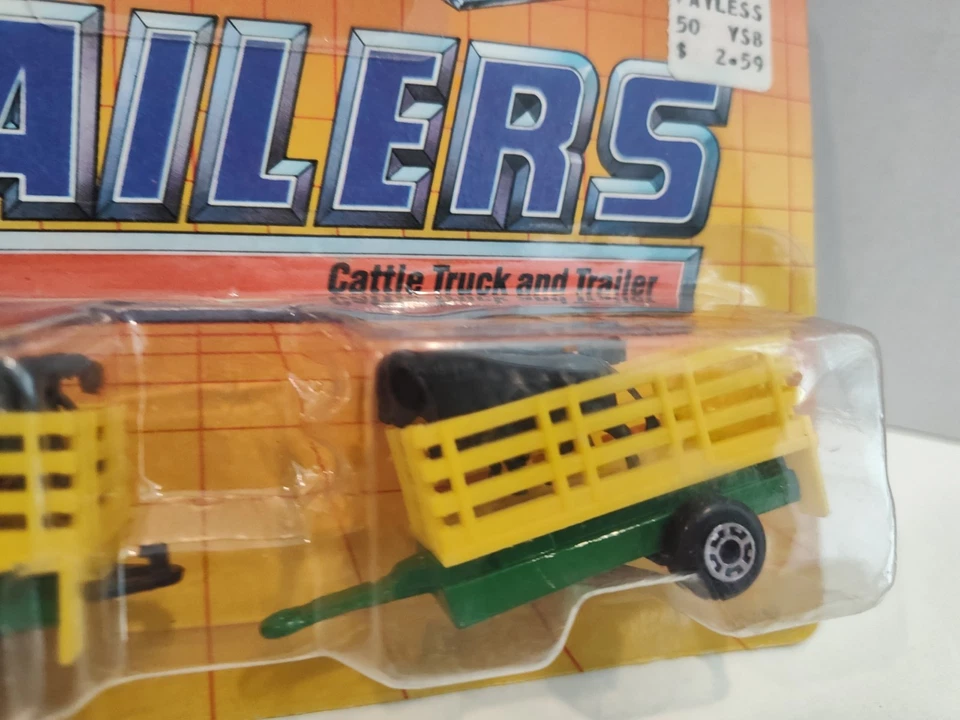 PAYLESS
50 YSB
$ 2.59
AILERS
Cattle Truck and Trailer